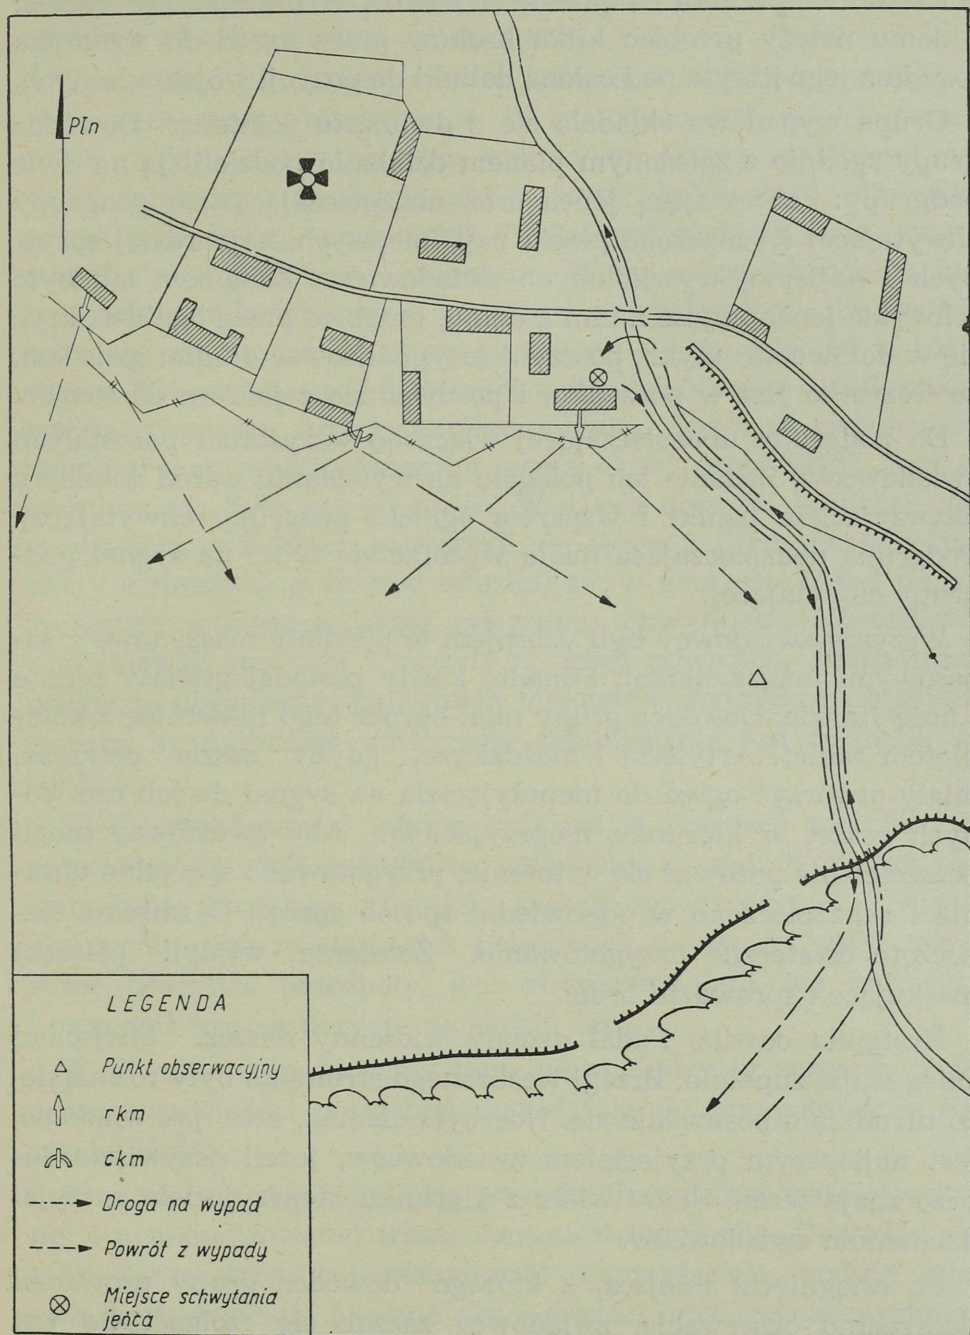 Płn
LEGENDA
Punkt obserwacyjny
rkm
ckm
Droga na wypad
Powrót z wypady
Miejsce schwytania
jeńca